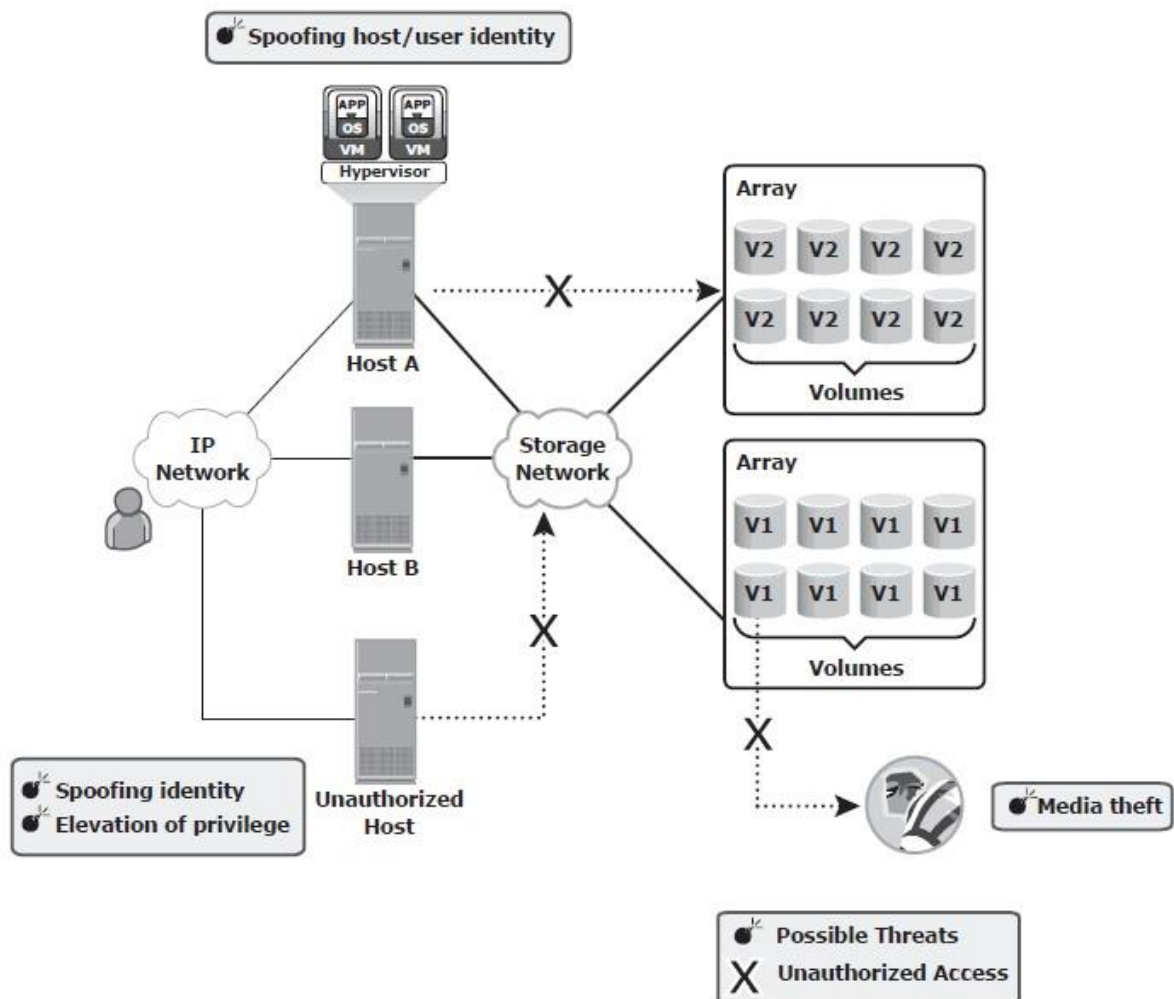 Spoofing host/user identity
APP APP
OS OS
VM VM
Hypervisor
Host A
IP
Network
Host B
Storage
Network
Unauthorized
Host
Spoofing identity
Elevation of privilege
Array
V2 V2 V2 V2
V2 V2 V2 V2
Volumes
Array
V1 V1 V1 V1
V1 V1 V1 V1
Volumes
X
X
X
Media theft
Possible Threats
X Unauthorized Access